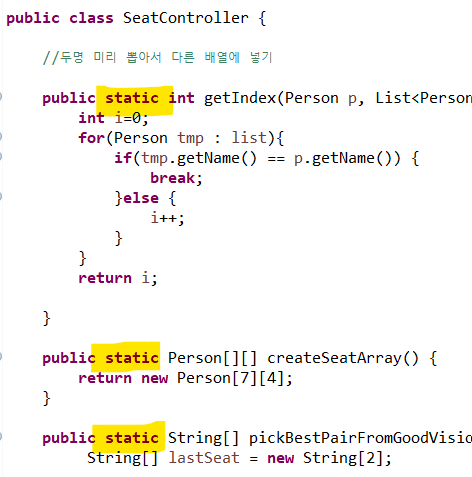 public class SeatController {
//두명 미리 뽑아서 다른 배열에 넣기
public static int getIndex(Person p, List<Person
int i=0;
for(Person tmp : list){
if(tmp.getName() == p.getName()) {
break;
}else {
i++;
}
}
return i;
}
public static Person[][] createSeatArray() {
return new Person[7][4];
}
public static String[] pickBestPairFromGoodVisio
String[] lastSeat = new String[2];